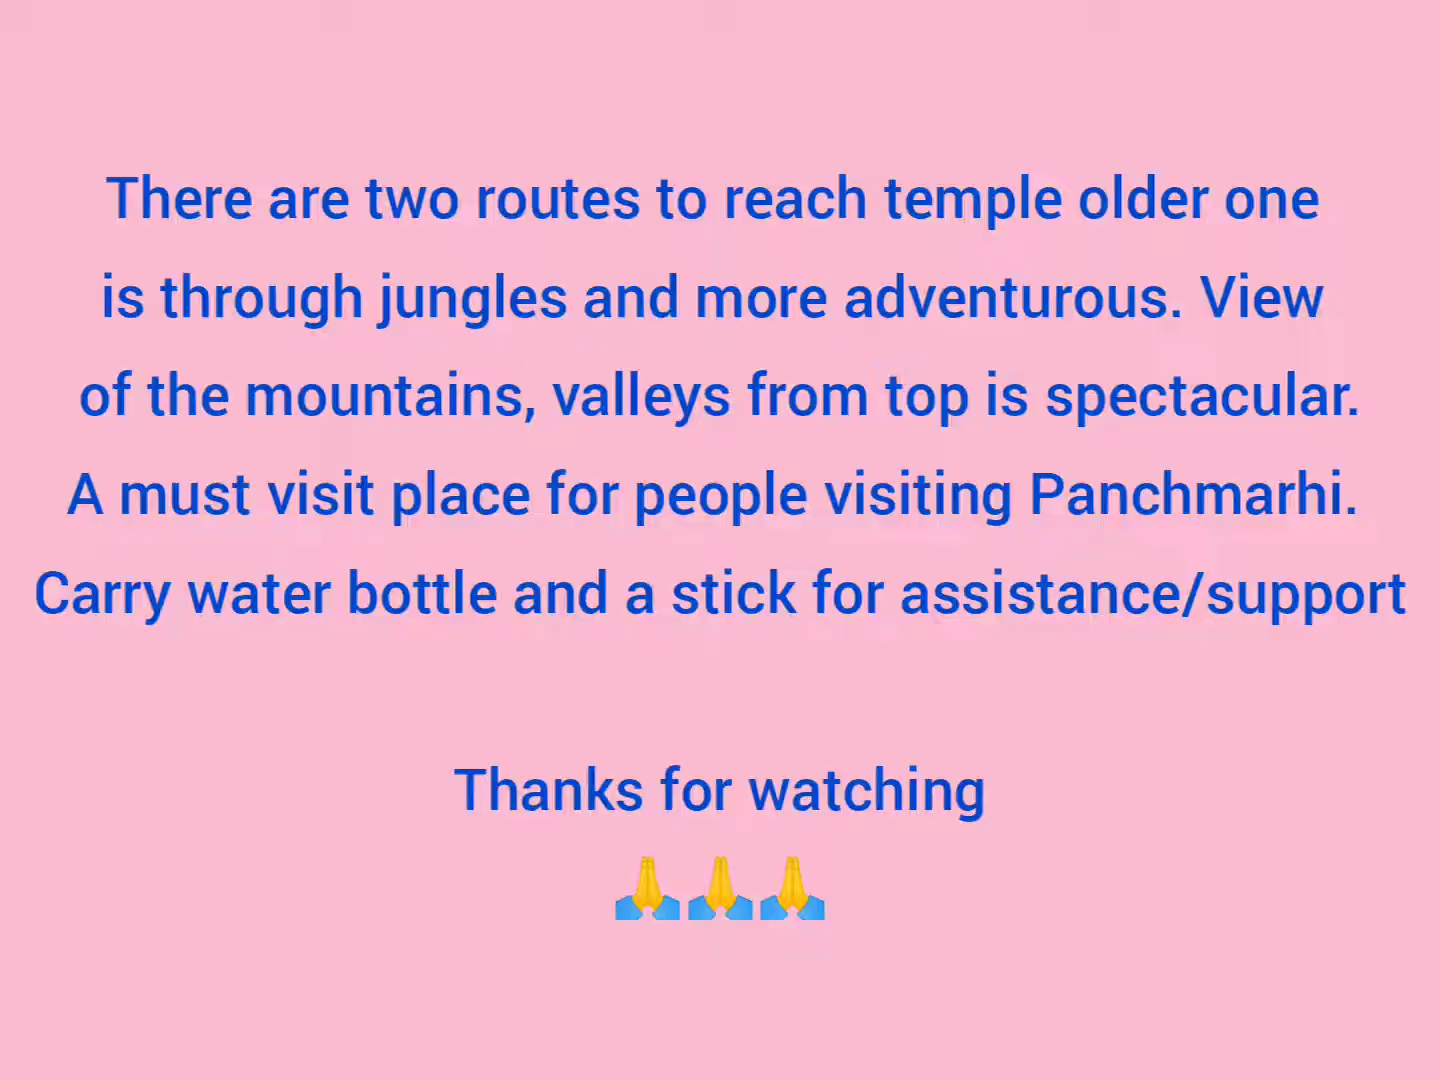 There are two routes to reach temple older one
is through jungles and more adventurous. View
of the mountains, valleys from top is spectacular.
A must visit place for people visiting Panchmarhi.
Carry water bottle and a stick for assistance/support
Thanks for watching
🙏🙏🙏